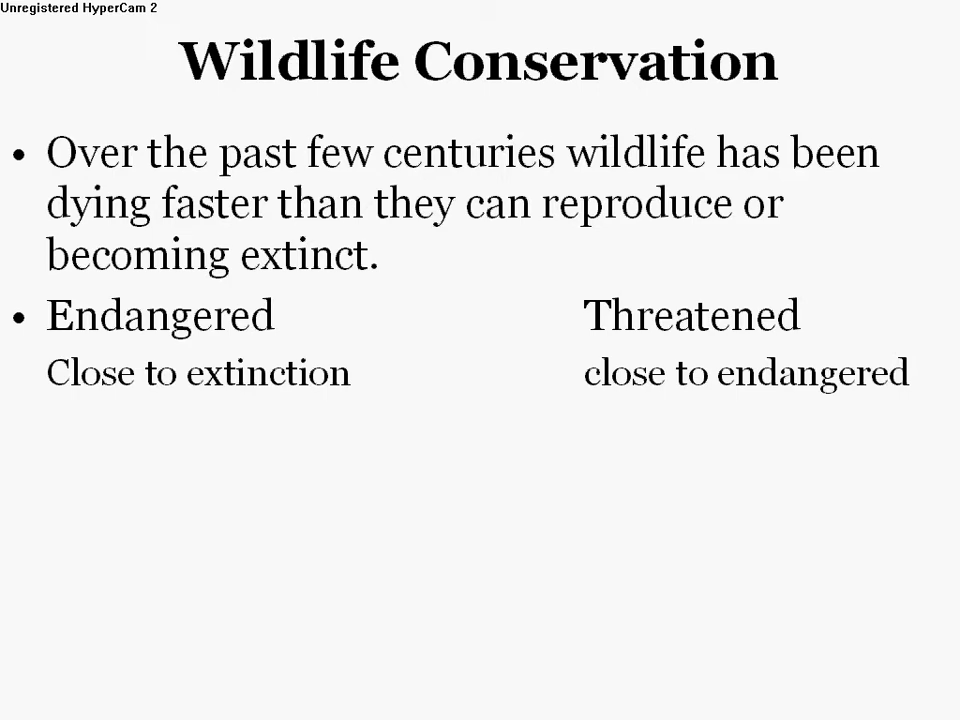 Unregistered HyperCam 2
Wildlife Conservation
• Over the past few centuries wildlife has been
dying faster than they can reproduce or
becoming extinct.
• Endangered Threatened
Close to extinction close to endangered